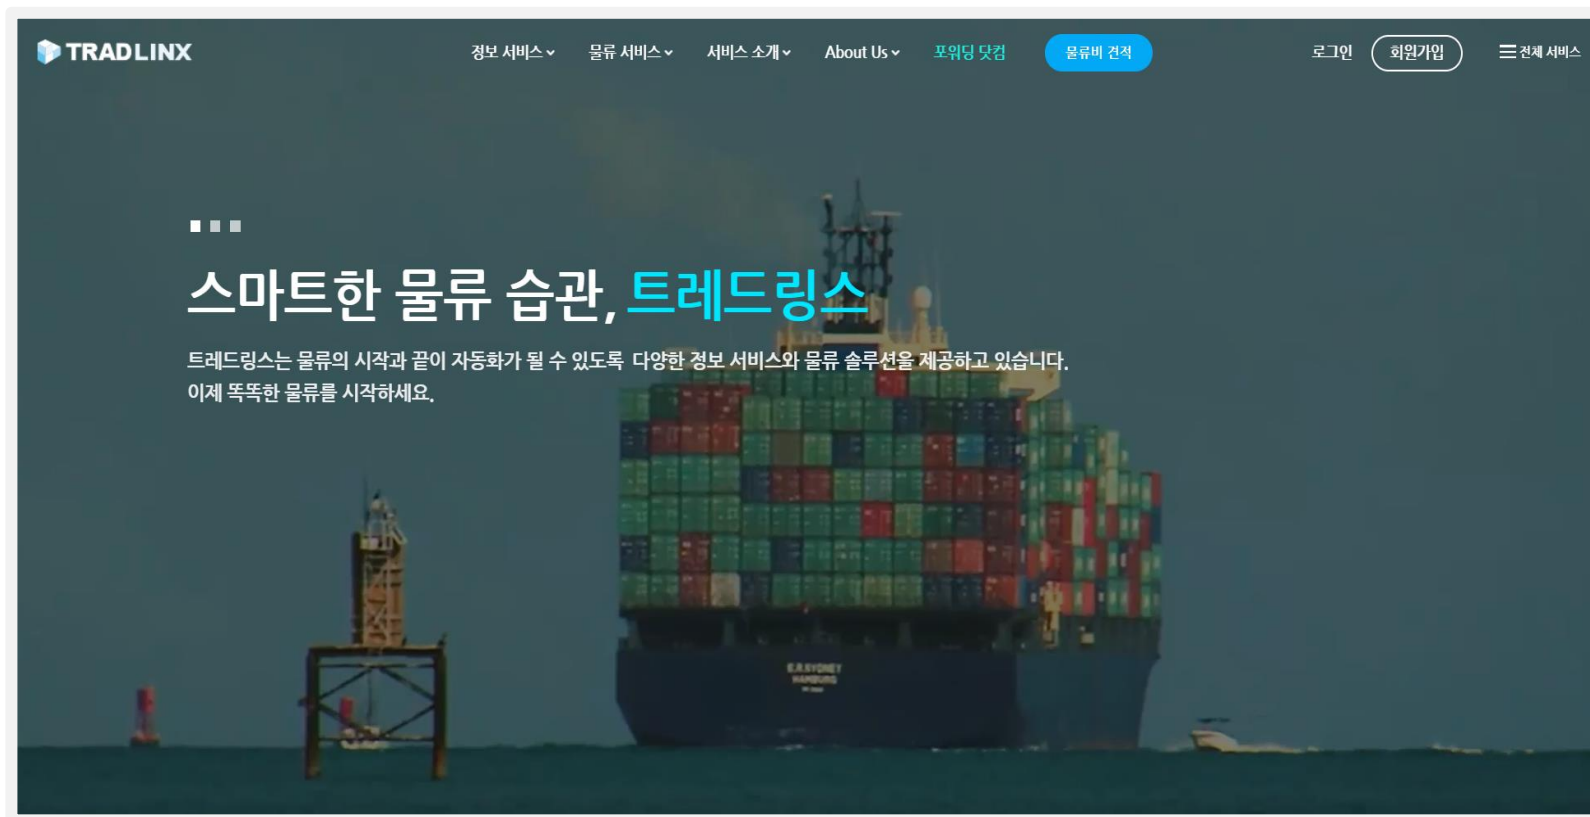 TRADLINX
정보 서비스
물류 서비스
서비스 소개
About Us
포워딩 닷컴
물류비 견적
로그인
회원가입
전체 서비스
스마트한 물류 습관, 트레드링스
트레드링스는 물류의 시작과 끝이 자동화가 될 수 있도록 다양한 정보 서비스와 물류 솔루션을 제공하고 있습니다.
이제 똑똑한 물류를 시작하세요.
E.R.SYDNEY
HAMBURG